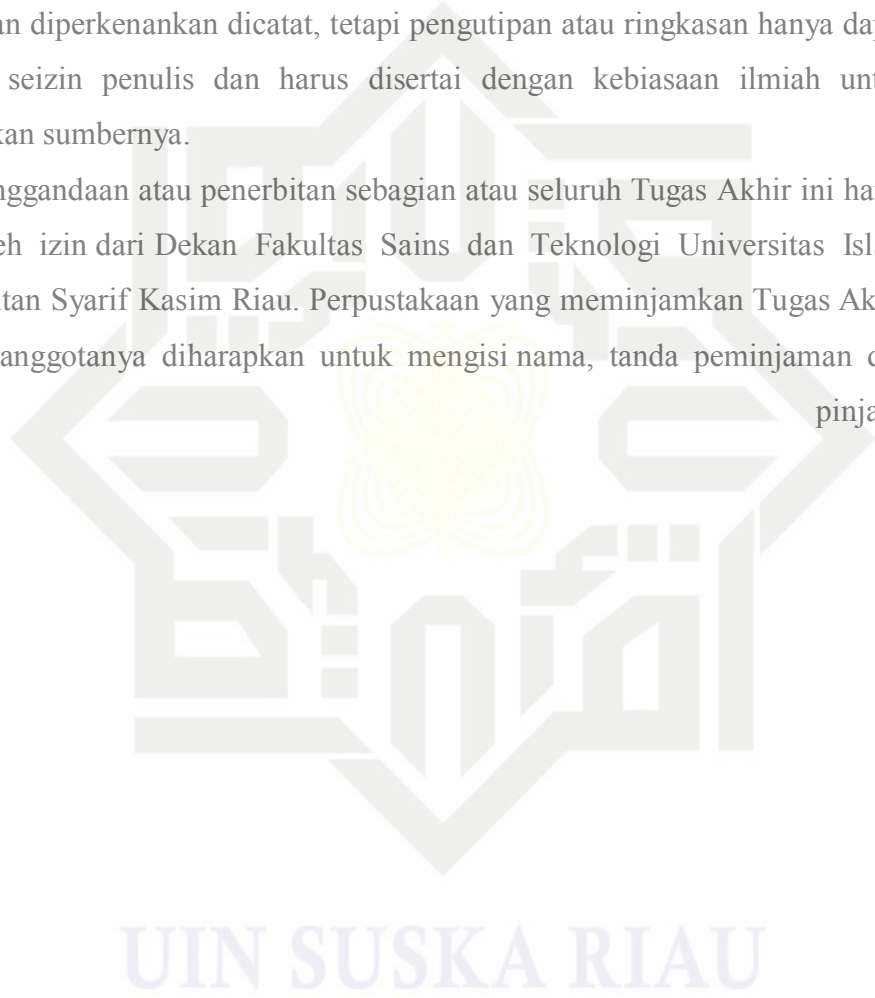 an diperkenankan dicatat, tetapi pengutipan atau ringkasan hanya dap
seizin penulis dan harus disertai dengan kebiasaan ilmiah unt
kan sumbernya.
nggandaan atau penerbitan sebagian atau seluruh Tugas Akhir ini har
eh izin dari Dekan Fakultas Sains dan Teknologi Universitas Isl
tan Syarif Kasim Riau. Perpustakaan yang meminjamkan Tugas Ak
anggotanya diharapkan untuk mengisi nama, tanda peminjaman d
pinja
UIN SUSKA RIAU